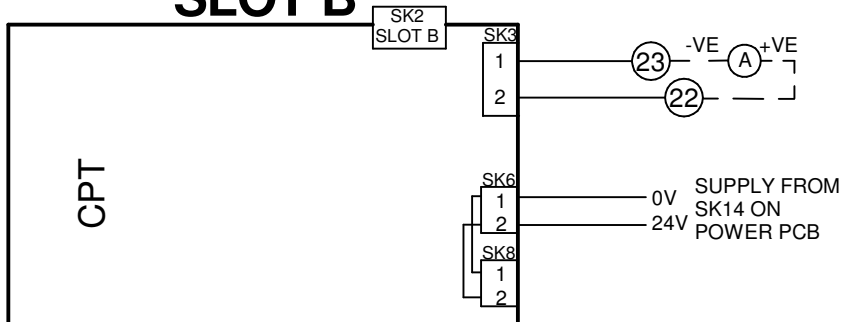 SLOT B
SK2
SLOT B
SK3
1
2
23
-VE
A
+VE
22
CPT
SK6
1
2
0V
24V
SUPPLY FROM
SK14 ON
POWER PCB
SK8
1
2